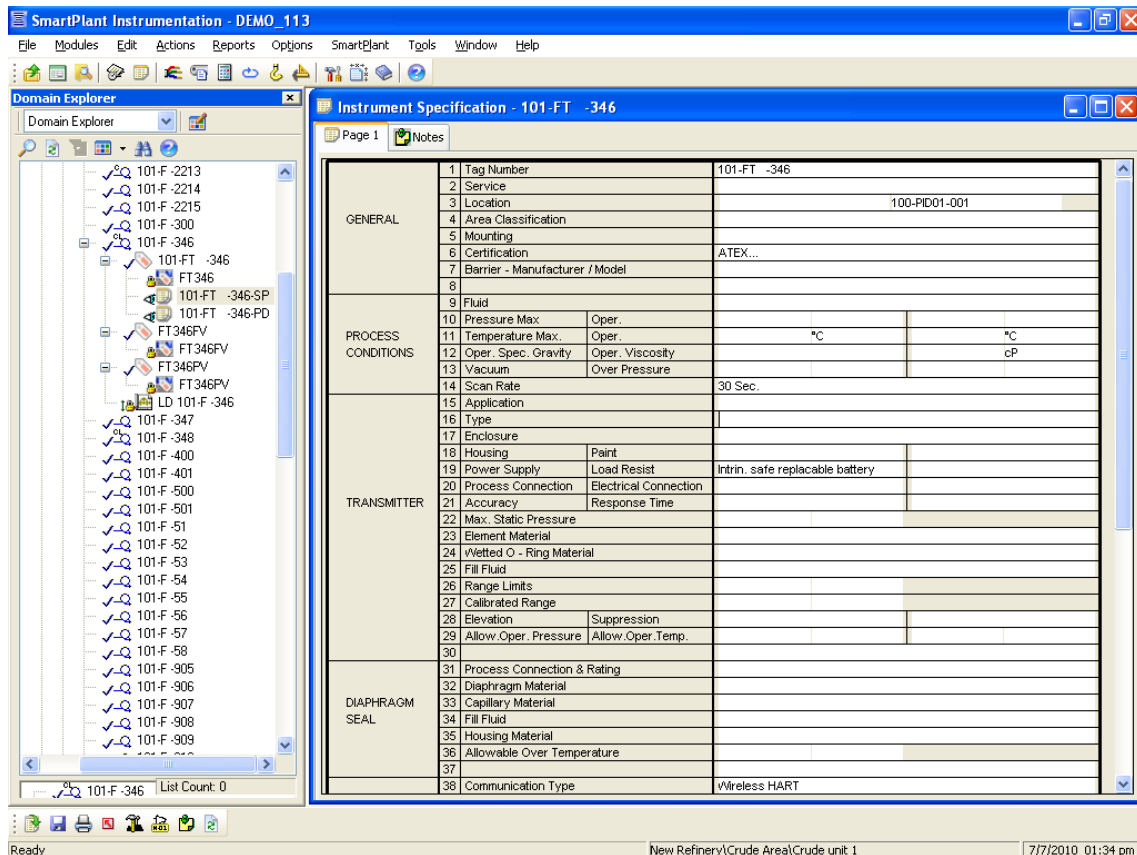 SmartPlant Instrumentation - DEMO_113
File Modules Edit Actions Reports Options SmartPlant Tools Window Help
Domain Explorer
Domain Explorer
101-F -2213
101-F -2214
101-F -2215
101-F -300
101-F -346
101-FT -346
FT346
101-FT -346-SP
101-FT -346-PD
FT346FV
FT346FV
FT346PV
FT346PV
LD 101-F -346
101-F -347
101-F -348
101-F -400
101-F -401
101-F -500
101-F -501
101-F -51
101-F -52
101-F -53
101-F -54
101-F -55
101-F -56
101-F -57
101-F -58
101-F -905
101-F -906
101-F -907
101-F -908
101-F -909
101-F -346 List Count: 0
Instrument Specification - 101-FT -346
Page 1 Notes
GENERAL
1 Tag Number 101-FT -346
2 Service
3 Location 100-PID01-001
4 Area Classification
5 Mounting
6 Certification ATEX...
7 Barrier - Manufacturer / Model
8
PROCESS CONDITIONS
9 Fluid
10 Pressure Max Oper.
11 Temperature Max. Oper. °C °C
12 Oper. Spec. Gravity Oper. Viscosity cP
13 Vacuum Over Pressure
14 Scan Rate 30 Sec.
TRANSMITTER
15 Application
16 Type
17 Enclosure
18 Housing Paint
19 Power Supply Load Resist Intrin. safe replacable battery
20 Process Connection Electrical Connection
21 Accuracy Response Time
22 Max. Static Pressure
23 Element Material
24 Wetted O - Ring Material
25 Fill Fluid
26 Range Limits
27 Calibrated Range
28 Elevation Suppression
29 Allow.Oper. Pressure Allow.Oper.Temp.
30
DIAPHRAGM SEAL
31 Process Connection & Rating
32 Diaphragm Material
33 Capillary Material
34 Fill Fluid
35 Housing Material
36 Allowable Over Temperature
37
38 Communication Type Wireless HART
Ready New Refinery\Crude Area\Crude unit 1 7/7/2010 01:34 pm